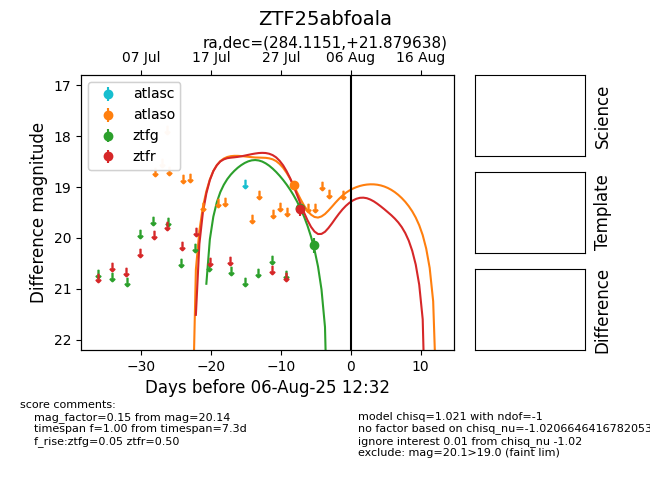 ZTF25abfoala
ra,dec=(284.1151,+21.879638)
07 Jul 17 Jul 27 Jul 06 Aug 16 Aug
atlasc
atlaso
ztfg
ztfr
17
18
19
20
21
22
Difference magnitude
−30 −20 −10 0 10
Days before 06-Aug-25 12:32
Science
Template
Difference
score comments:
mag_factor=0.15 from mag=20.14
timespan f=1.00 from timespan=7.3d
f_rise:ztfg=0.05 ztfr=0.50
model chisq=1.021 with ndof=-1
no factor based on chisq_nu=-1.0206646416782053
ignore interest 0.01 from chisq_nu -1.02
exclude: mag=20.1>19.0 (faint lim)